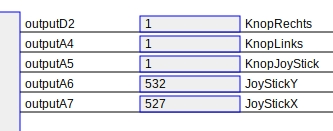 outputD2 1 KnopRechts
outputA4 1 KnopLinks
outputA5 1 KnopJoyStick
outputA6 532 JoyStickY
outputA7 527 JoyStickX